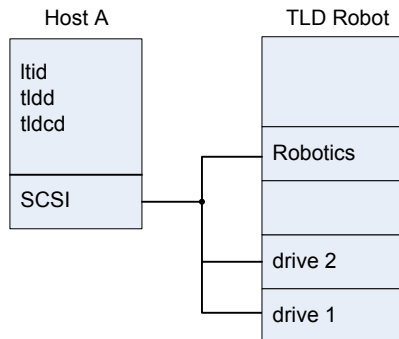 Host A
ltid
tldd
tldcd
SCSI
TLD Robot
Robotics
drive 2
drive 1